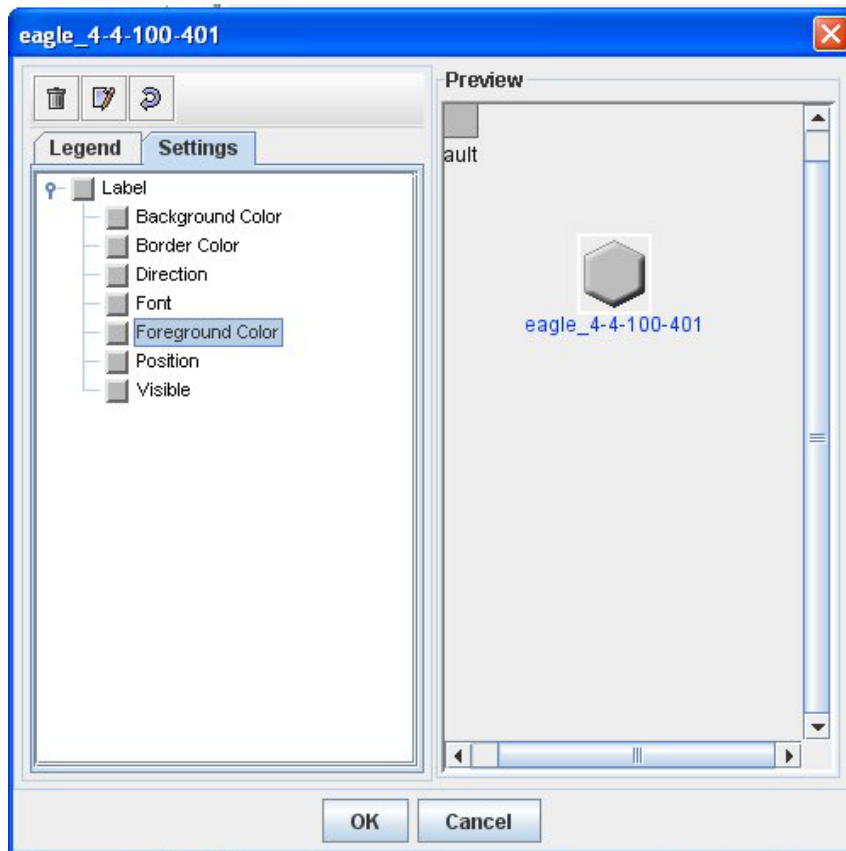 eagle_4-4-100-401
Legend
Settings
Label
Background Color
Border Color
Direction
Font
Foreground Color
Position
Visible
Preview
ault
eagle_4-4-100-401
OK
Cancel